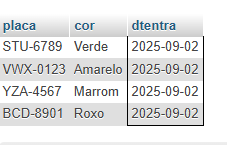 placa cor dtentra
STU-6789 Verde 2025-09-02
VWX-0123 Amarelo 2025-09-02
YZA-4567 Marrom 2025-09-02
BCD-8901 Roxo 2025-09-02